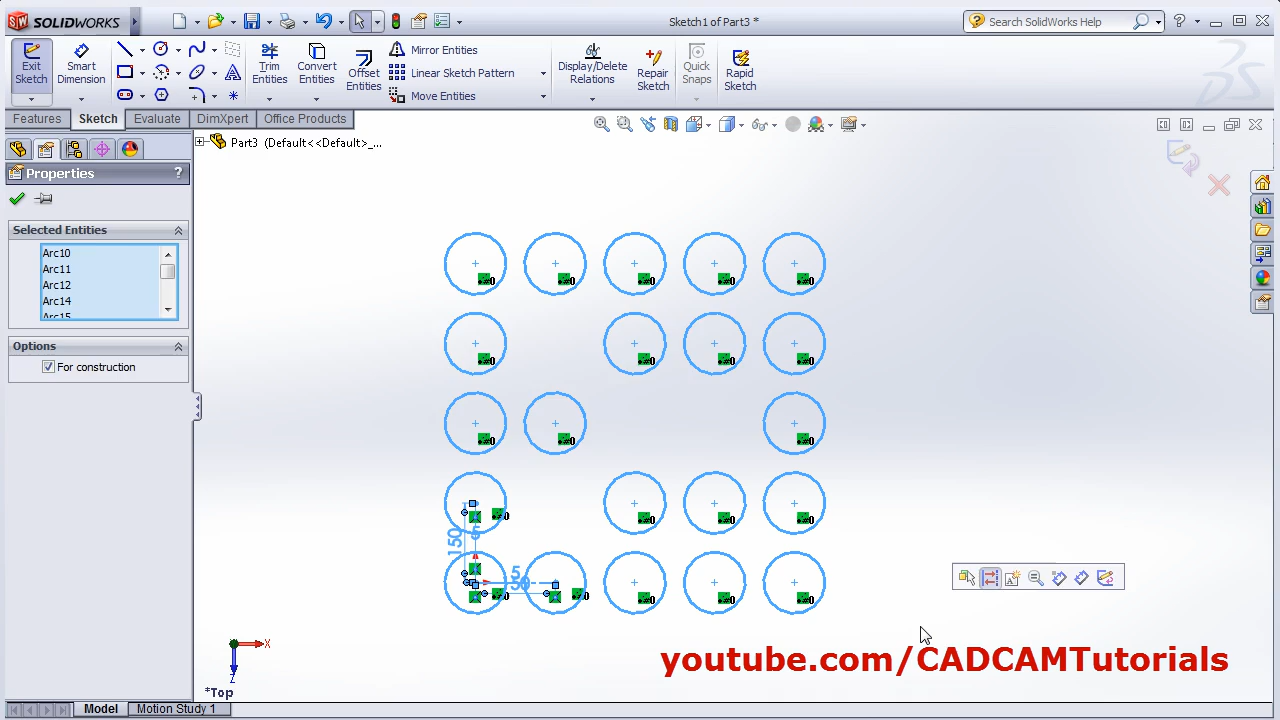 SOLIDWORKS
Sketch1 of Part3 *
Search SolidWorks Help
Exit Sketch
Smart Dimension
Trim Entities
Convert Entities
Offset Entities
Mirror Entities
Linear Sketch Pattern
Move Entities
Display/Delete Relations
Repair Sketch
Quick Snaps
Rapid Sketch
Features
Sketch
Evaluate
DimXpert
Office Products
Part3 (Default<<Default>_...
Properties
?
Selected Entities
Arc10
Arc11
Arc12
Arc14
Arc15
Options
For construction
150
5
50
X
Z
*Top
youtube.com/CADCAMTutorials
Model
Motion Study 1